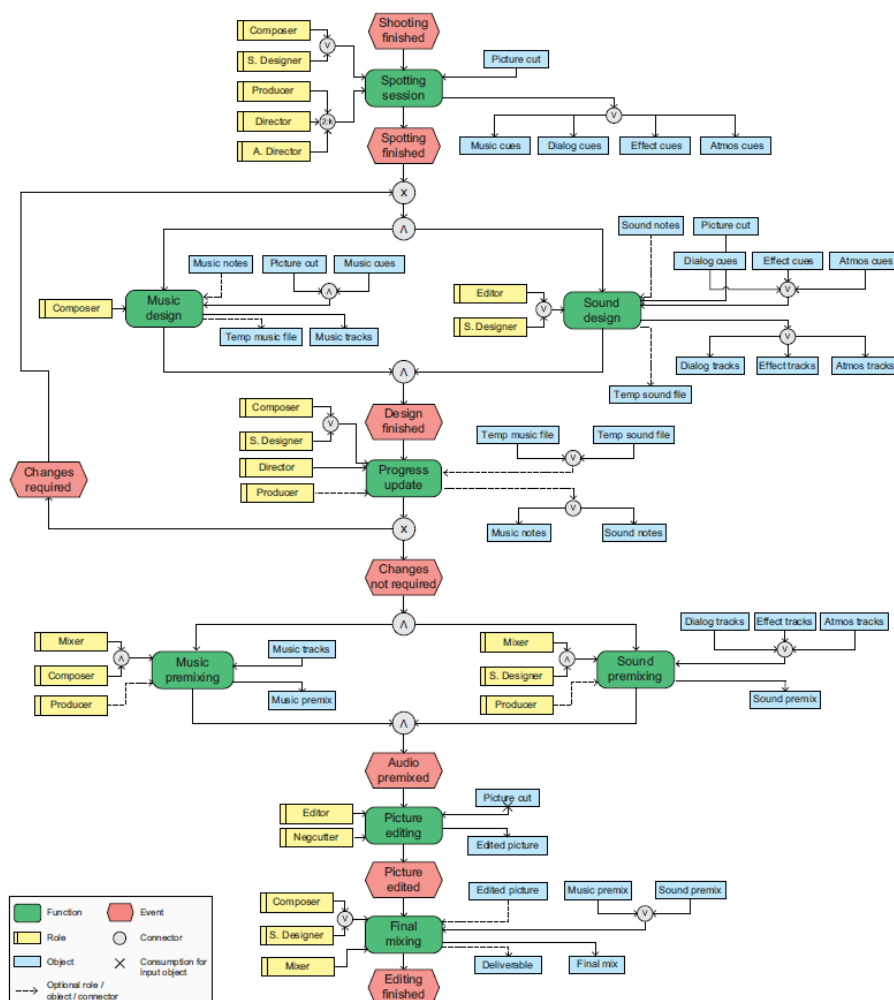 Shooting
finished
Composer
V
S. Designer
Picture cut
Spotting
session
Producer
Director
2:k
A. Director
V
Music cues
Dialog cues
Effect cues
Atmos cues
Spotting
finished
X
Λ
Music notes
Picture cut
Music cues
Sound notes
Picture cut
Dialog cues
Effect cues
Atmos cues
Composer
Music
design
Λ
Editor
V
S. Designer
Sound
design
V
Temp music file
Music tracks
V
Dialog tracks
Effect tracks
Atmos tracks
Temp sound file
Λ
Design
finished
Composer
V
S. Designer
Director
Producer
Temp music file
Temp sound file
V
Progress
update
Changes
required
V
Music notes
Sound notes
X
Changes
not required
Λ
Mixer
Λ
Composer
Producer
Music
premixing
Music tracks
Music premix
Mixer
Λ
S. Designer
Producer
Sound
premixing
Dialog tracks
Effect tracks
Atmos tracks
V
Sound premix
Λ
Audio
premixed
Editor
Negcutter
Picture
editing
Picture cut
Edited picture
Picture
edited
Composer
V
S. Designer
Mixer
Final
mixing
Edited picture
Music premix
Sound premix
V
Deliverable
Final mix
Editing
finished
Function
Event
Role
Connector
Object
Consumption for
input object
Optional role /
object / connector